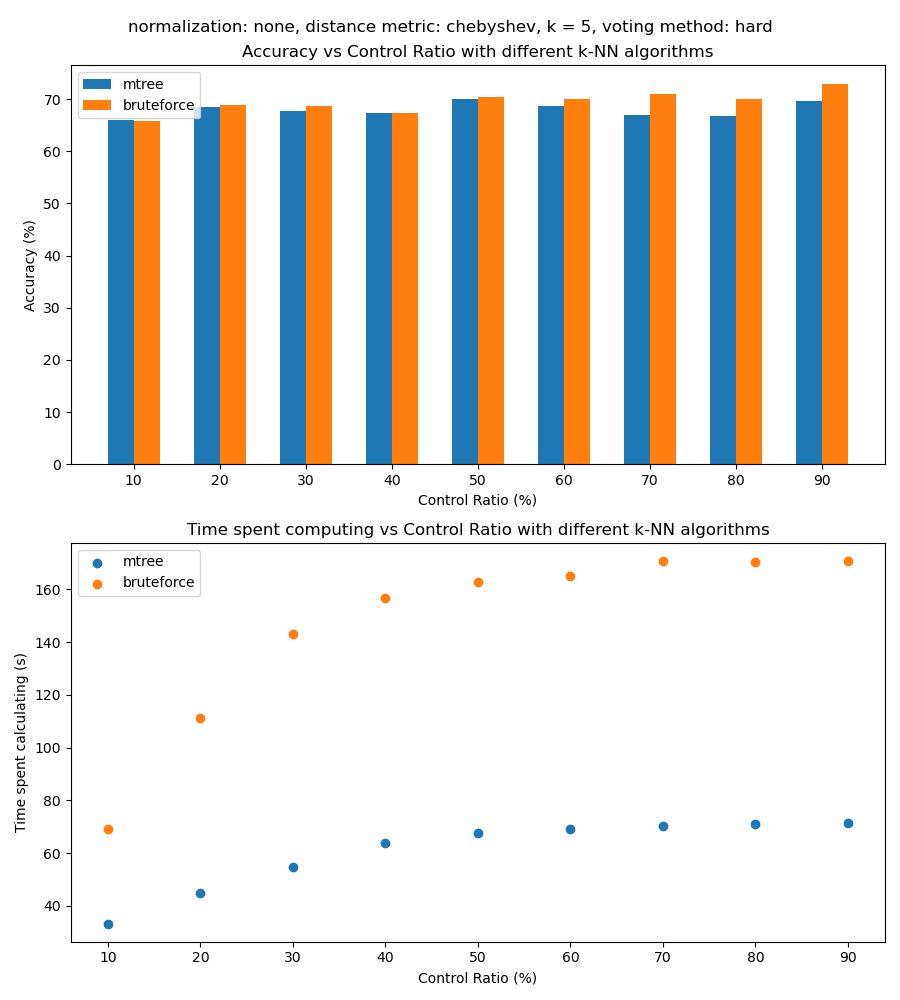 normalization: none, distance metric: chebyshev, k = 5, voting method: hard
Accuracy vs Control Ratio with different k-NN algorithms
mtree
bruteforce
70
60
50
40
30
20
10
0
Accuracy (%)
10 20 30 40 50 60 70 80 90
Control Ratio (%)
Time spent computing vs Control Ratio with different k-NN algorithms
mtree
bruteforce
160
140
120
100
80
60
40
Time spent calculating (s)
10 20 30 40 50 60 70 80 90
Control Ratio (%)